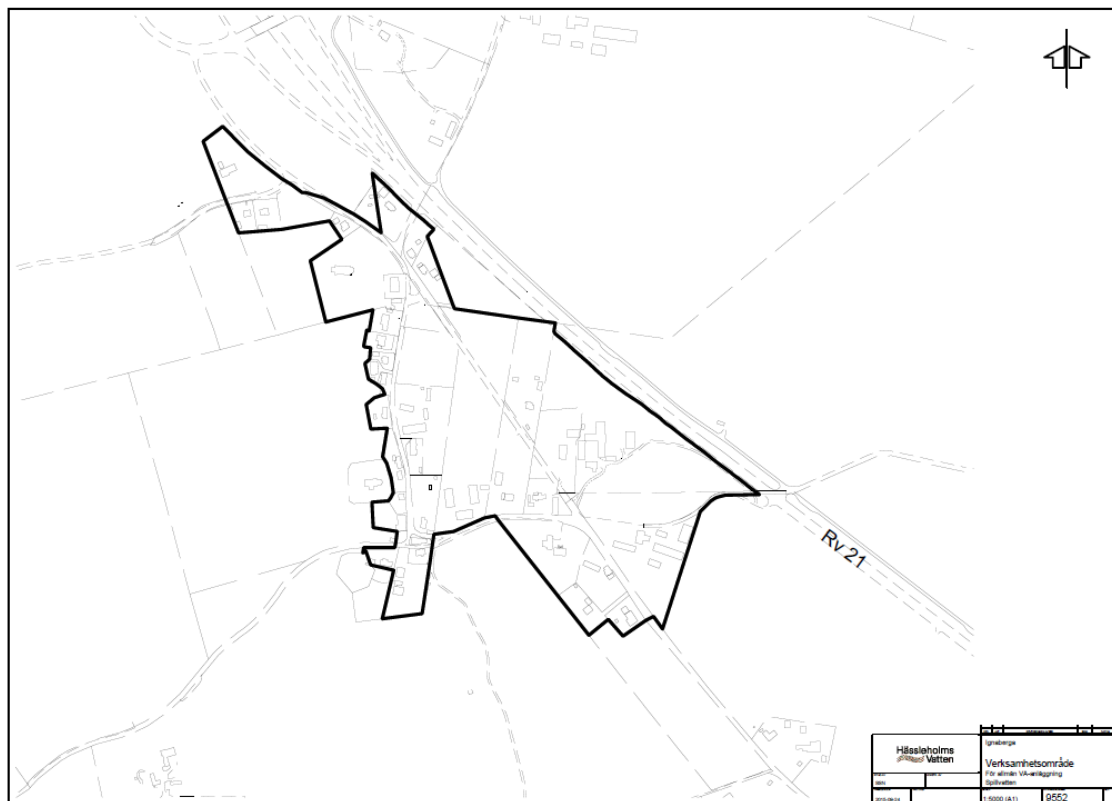 Rv 21
Hässleholms
Vatten
Ignaberga
Verksamhetsområde
För allmän VA-anläggning
Spillvatten
1:5000 (A1)
9552